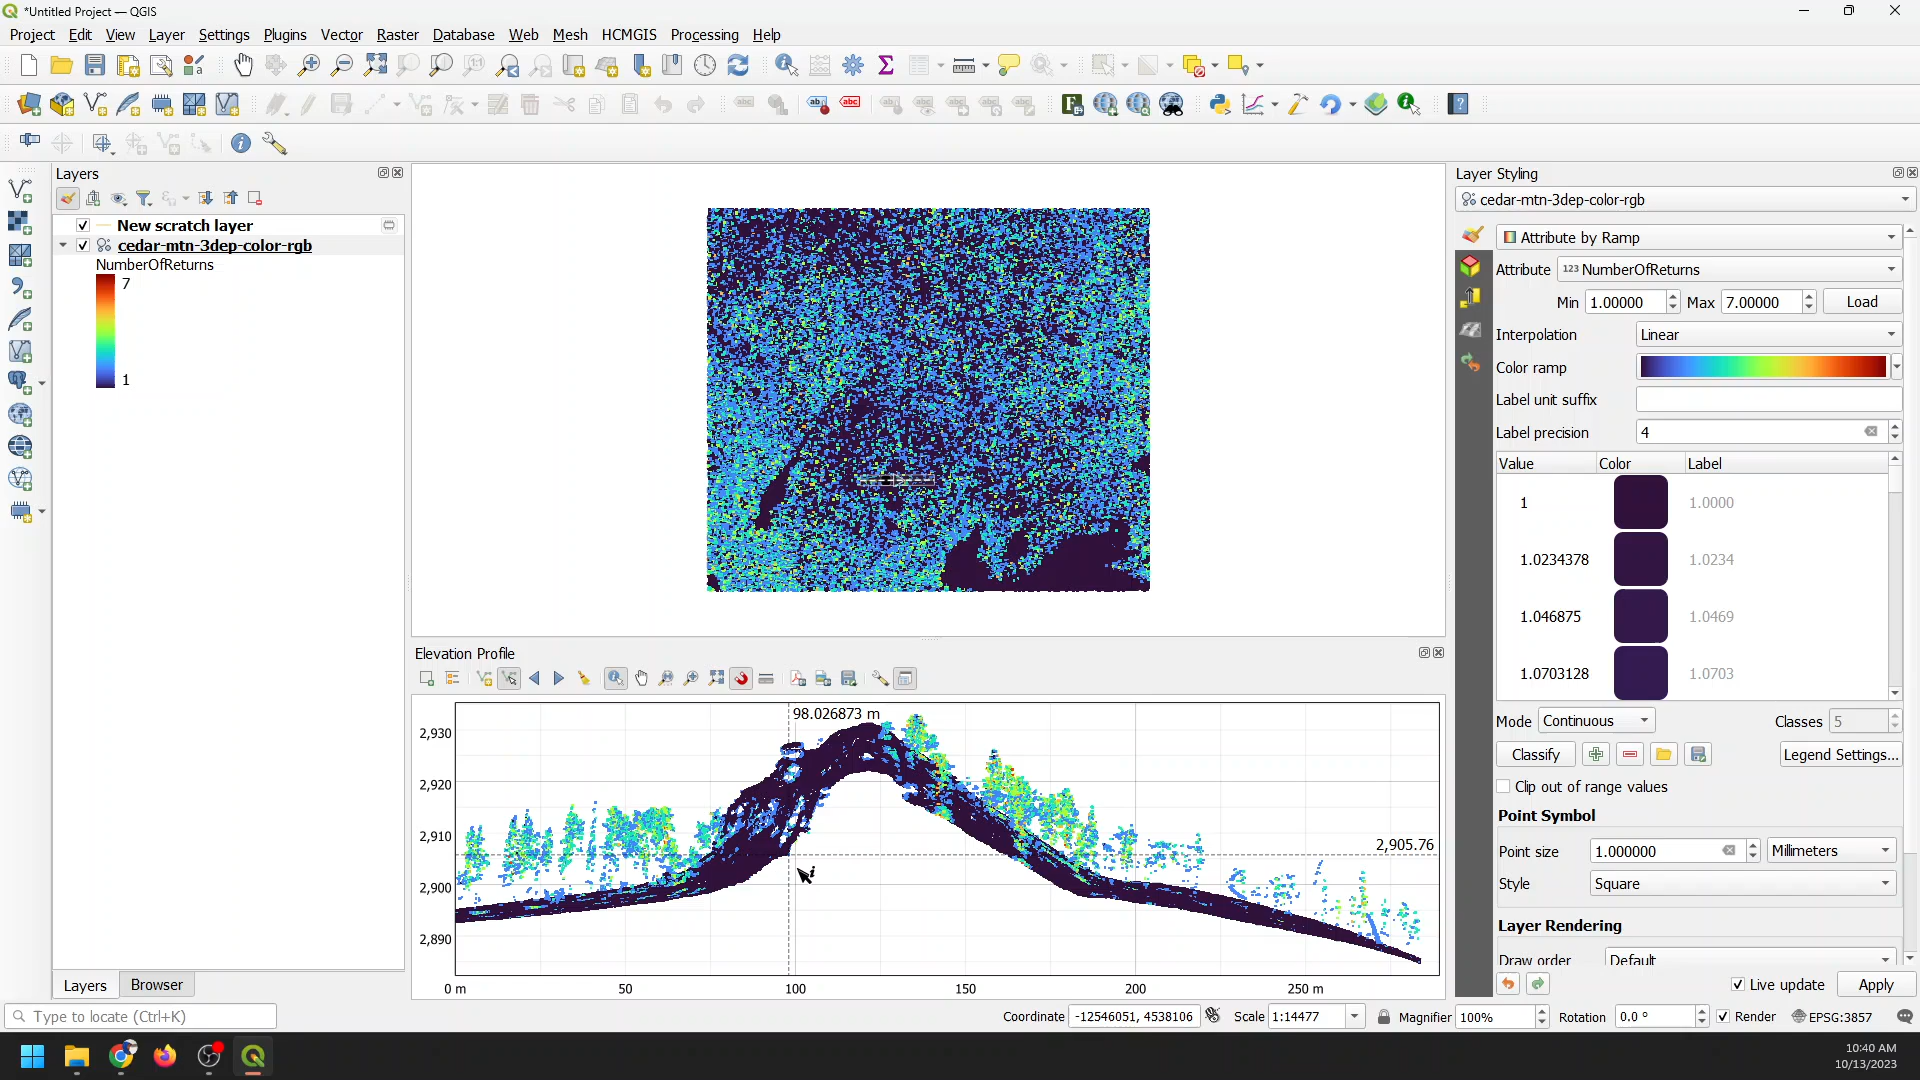 *Untitled Project — QGIS
Project Edit View Layer Settings Plugins Vector Raster Database Web Mesh HCMGIS Processing Help
Layers
New scratch layer
cedar-mtn-3dep-color-rgb
NumberOfReturns
7
1
Layers Browser
Type to locate (Ctrl+K)
Elevation Profile
98.026873 m
2,905.76
2,930
2,920
2,910
2,900
2,890
0 m 50 100 150 200 250 m
Layer Styling
cedar-mtn-3dep-color-rgb
Attribute by Ramp
Attribute 123 NumberOfReturns
Min 1.00000 Max 7.00000 Load
Interpolation Linear
Color ramp
Label unit suffix
Label precision 4
Value Color Label
1 1.0000
1.0234378 1.0234
1.046875 1.0469
1.0703128 1.0703
Mode Continuous Classes 5
Classify Legend Settings...
Clip out of range values
Point Symbol
Point size 1.000000 Millimeters
Style Square
Layer Rendering
Draw order Default
Live update Apply
Coordinate -12546051, 4538106 Scale 1:14477 Magnifier 100% Rotation 0.0 ° Render EPSG:3857
10:40 AM
10/13/2023